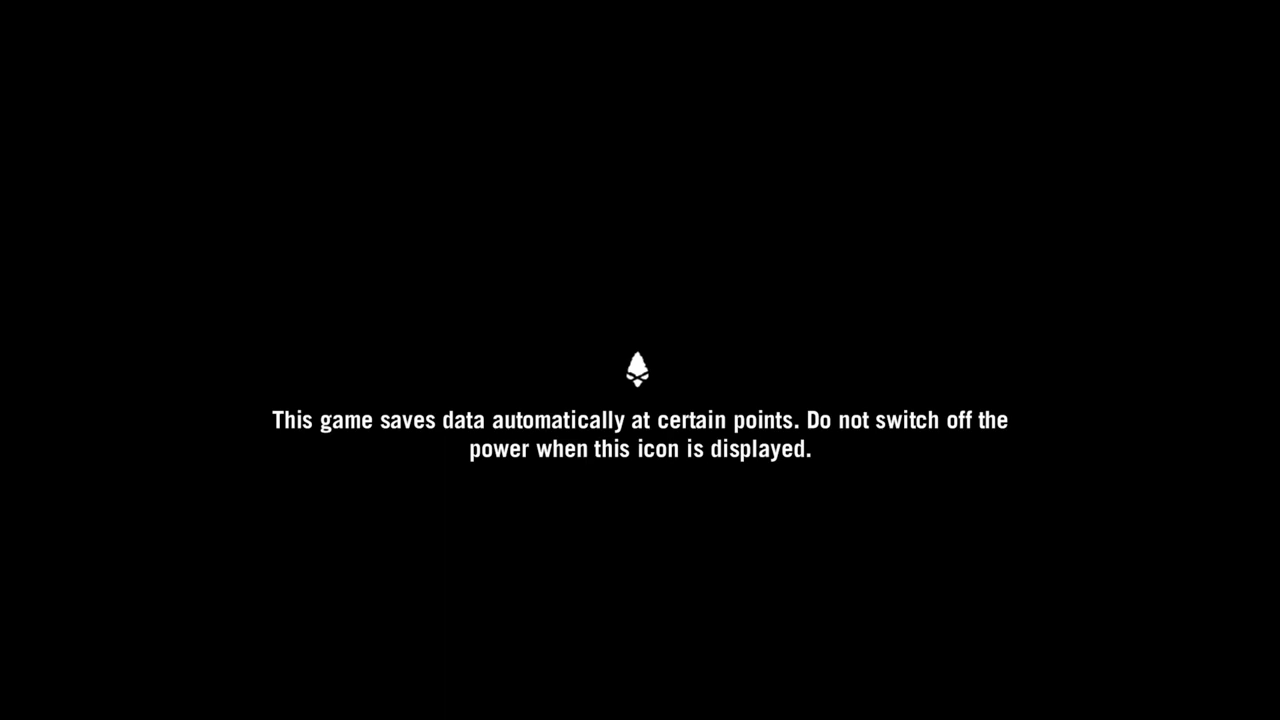 This game saves data automatically at certain points. Do not switch off the
power when this icon is displayed.